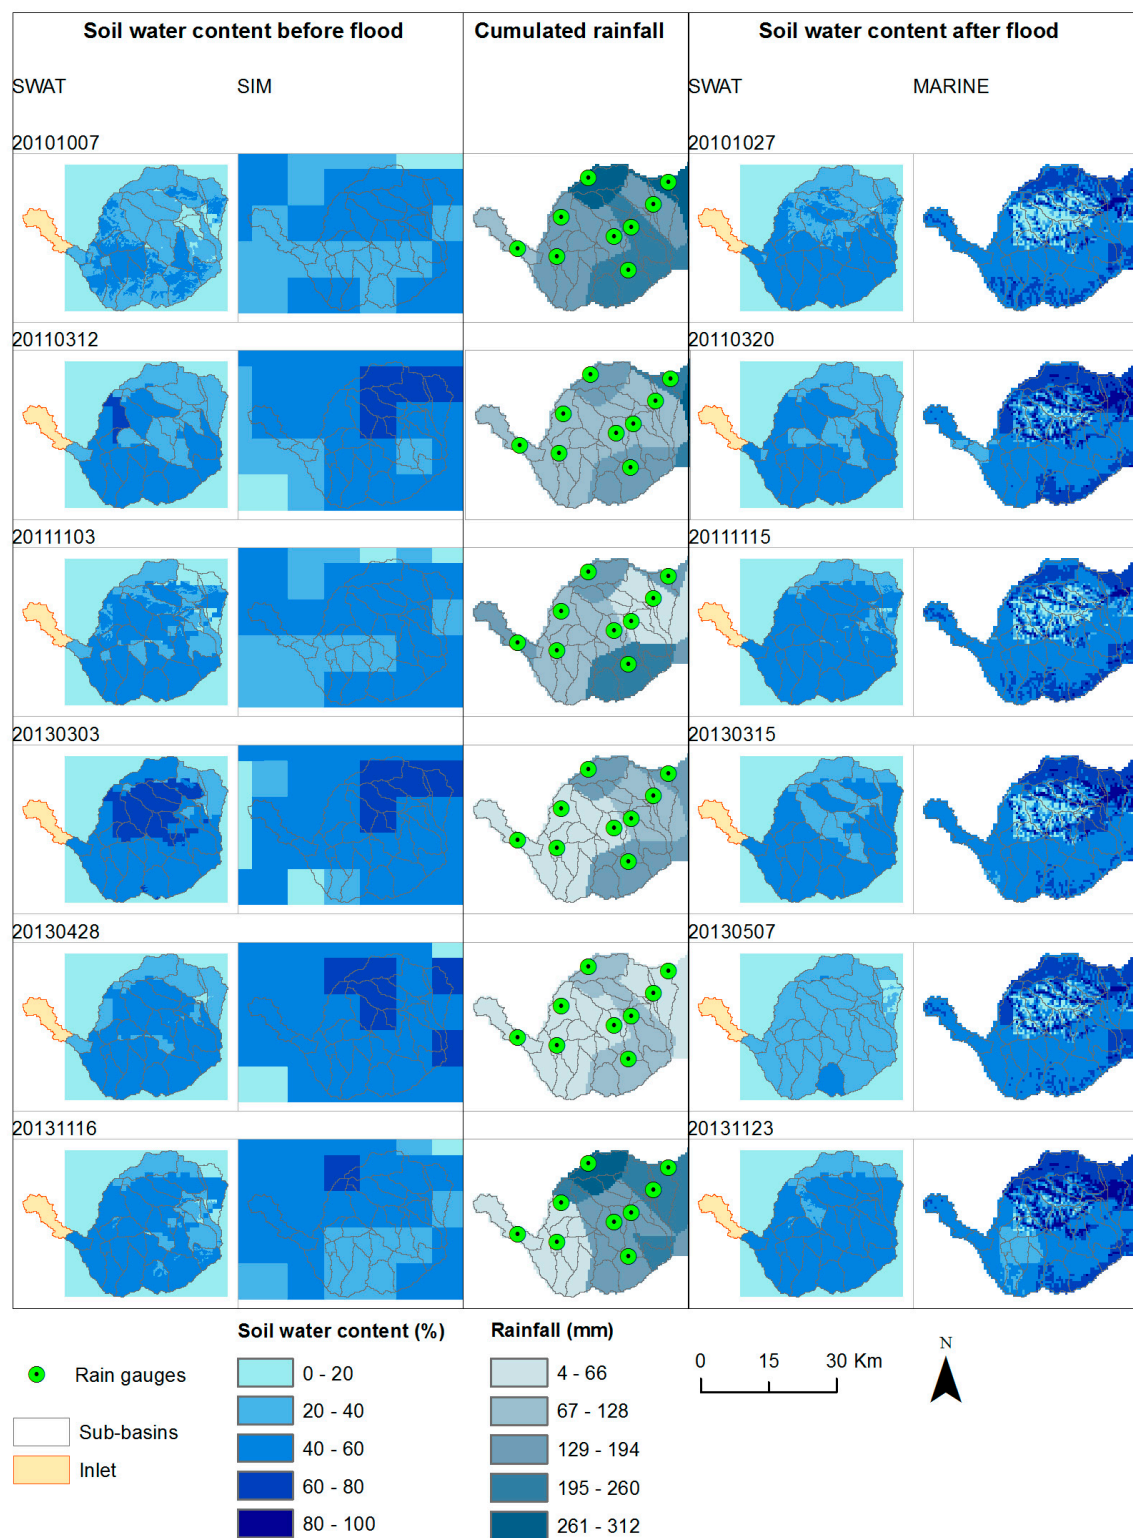 Soil water content before flood
Cumulated rainfall
Soil water content after flood
SWAT
SIM
SWAT
MARINE
20101007
20101027
20110312
20110320
20111103
20111115
20130303
20130315
20130428
20130507
20131116
20131123
Soil water content (%)
Rainfall (mm)
Rain gauges
Sub-basins
Inlet
0 - 20
20 - 40
40 - 60
60 - 80
80 - 100
4 - 66
67 - 128
129 - 194
195 - 260
261 - 312
0 15 30 Km
N